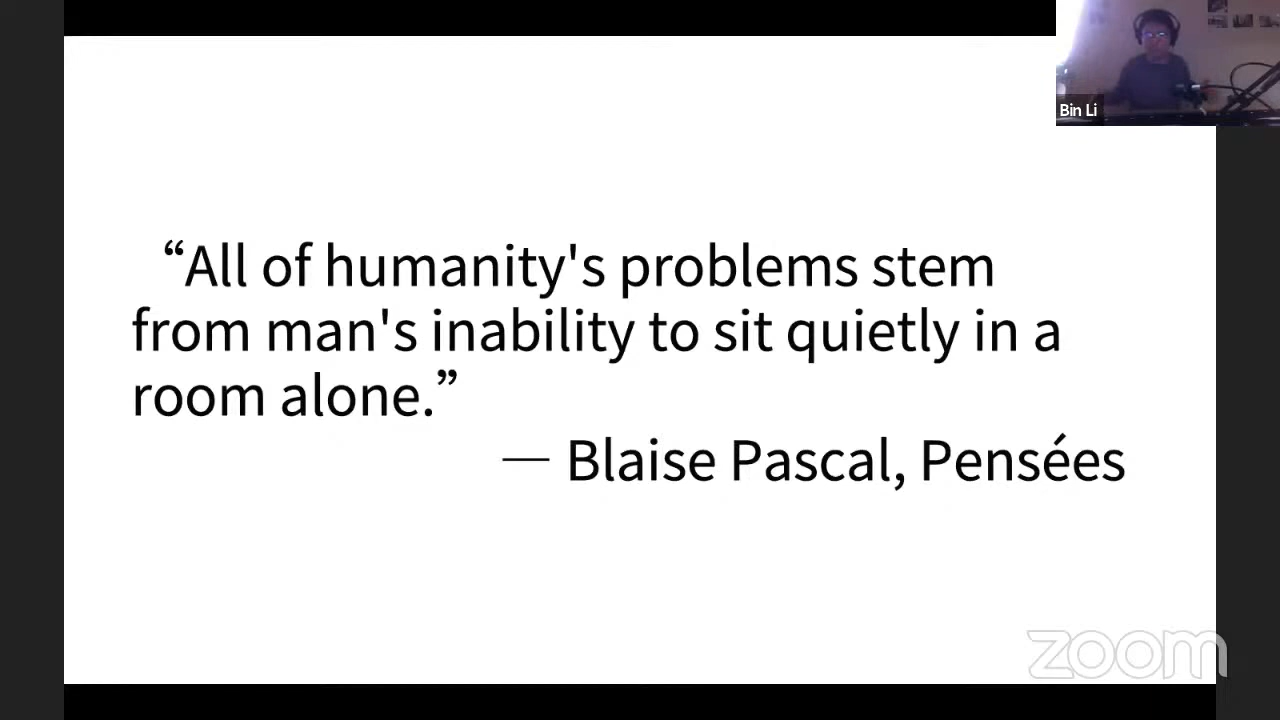 Bin Li
“All of humanity's problems stem
from man's inability to sit quietly in a
room alone.”
— Blaise Pascal, Pensées
zoom